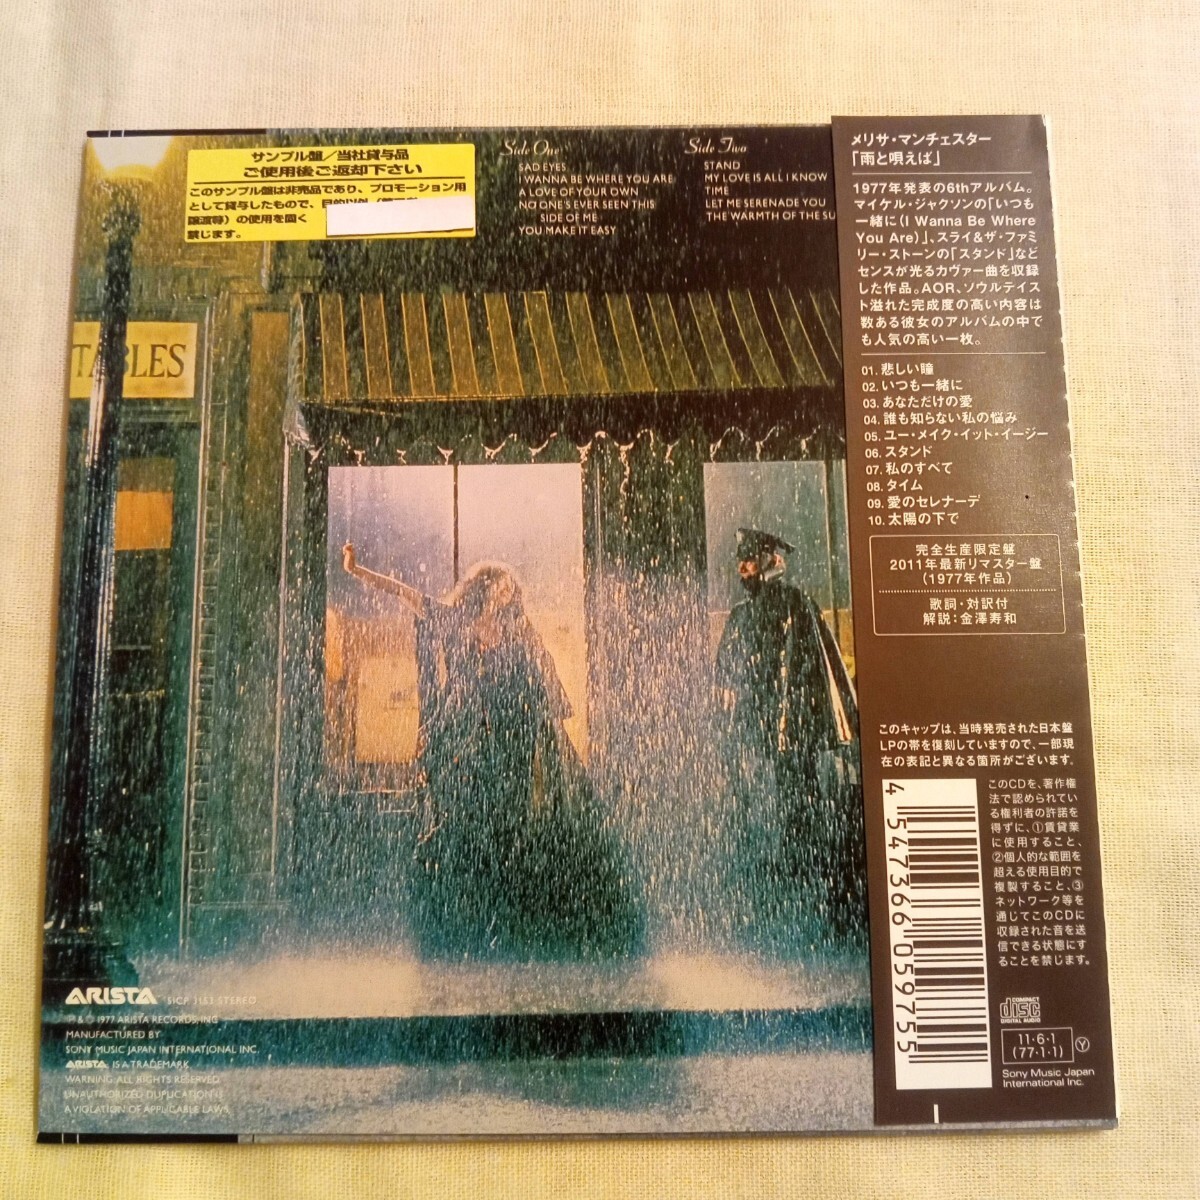 サンプル盤/当社貸与品
ご使用後ご返却下さい
このサンプル盤は非売品であり、プロモーション用
として貸与したもので、目的以外
譲渡等)の使用を固く
禁じます。
Side One
SAD EYES
I WANNA BE WHERE YOU ARE
A LOVE OF YOUR OWN
NO ONE'S EVER SEEN THIS
SIDE OF ME
YOU MAKE IT EASY
Side Two
STAND
MY LOVE IS ALL I KNOW
TIME
LET ME SERENADE YOU
THE WARMTH OF THE SU
TABLES
ARISTA SICP 3153 STEREO
℗ & © 1977 ARISTA RECORDS, INC.
MANUFACTURED BY
SONY MUSIC JAPAN INTERNATIONAL INC.
ARISTA IS A TRADEMARK
WARNING: ALL RIGHTS RESERVED.
UNAUTHORIZED DUPLICATION IS
A VIOLATION OF APPLICABLE LAWS.
メリサ・マンチェスター
「雨と唄えば」
1977年発表の6thアルバム。
マイケル・ジャクソンの「いつも
一緒に(I Wanna Be Where
You Are)」、スライ&ザ・ファミ
リー・ストーンの「スタンド」など
センスが光るカヴァー曲を収録
した作品。AOR、ソウルテイス
ト溢れた完成度の高い内容は
数ある彼女のアルバムの中で
も人気の高い一枚。
01. 悲しい瞳
02. いつも一緒に
03. あなただけの愛
04. 誰も知らない私の悩み
05. ユー・メイク・イット・イージー
06. スタンド
07. 私のすべて
08. タイム
09. 愛のセレナーデ
10. 太陽の下で
完全生産限定盤
2011年最新リマスター盤
(1977年作品)
歌詞・対訳付
解説:金澤寿和
このキャップは、当時発売された日本盤
LPの帯を復刻していますので、一部現
在の表記と異なる箇所がございます。
このCDを、著作権
法で認められてい
る権利者の許諾を
得ずに、①賃貸業
に使用すること、
②個人的な範囲を
超える使用目的で
複製すること、③
ネットワーク等を
通じてこのCDに
収録された音を送
信できる状態にす
ることを禁じます。
4 547366 059755
COMPACT
disc
DIGITAL AUDIO
11・6・1
(77・1・1)
Y
Sony Music Japan
International Inc.